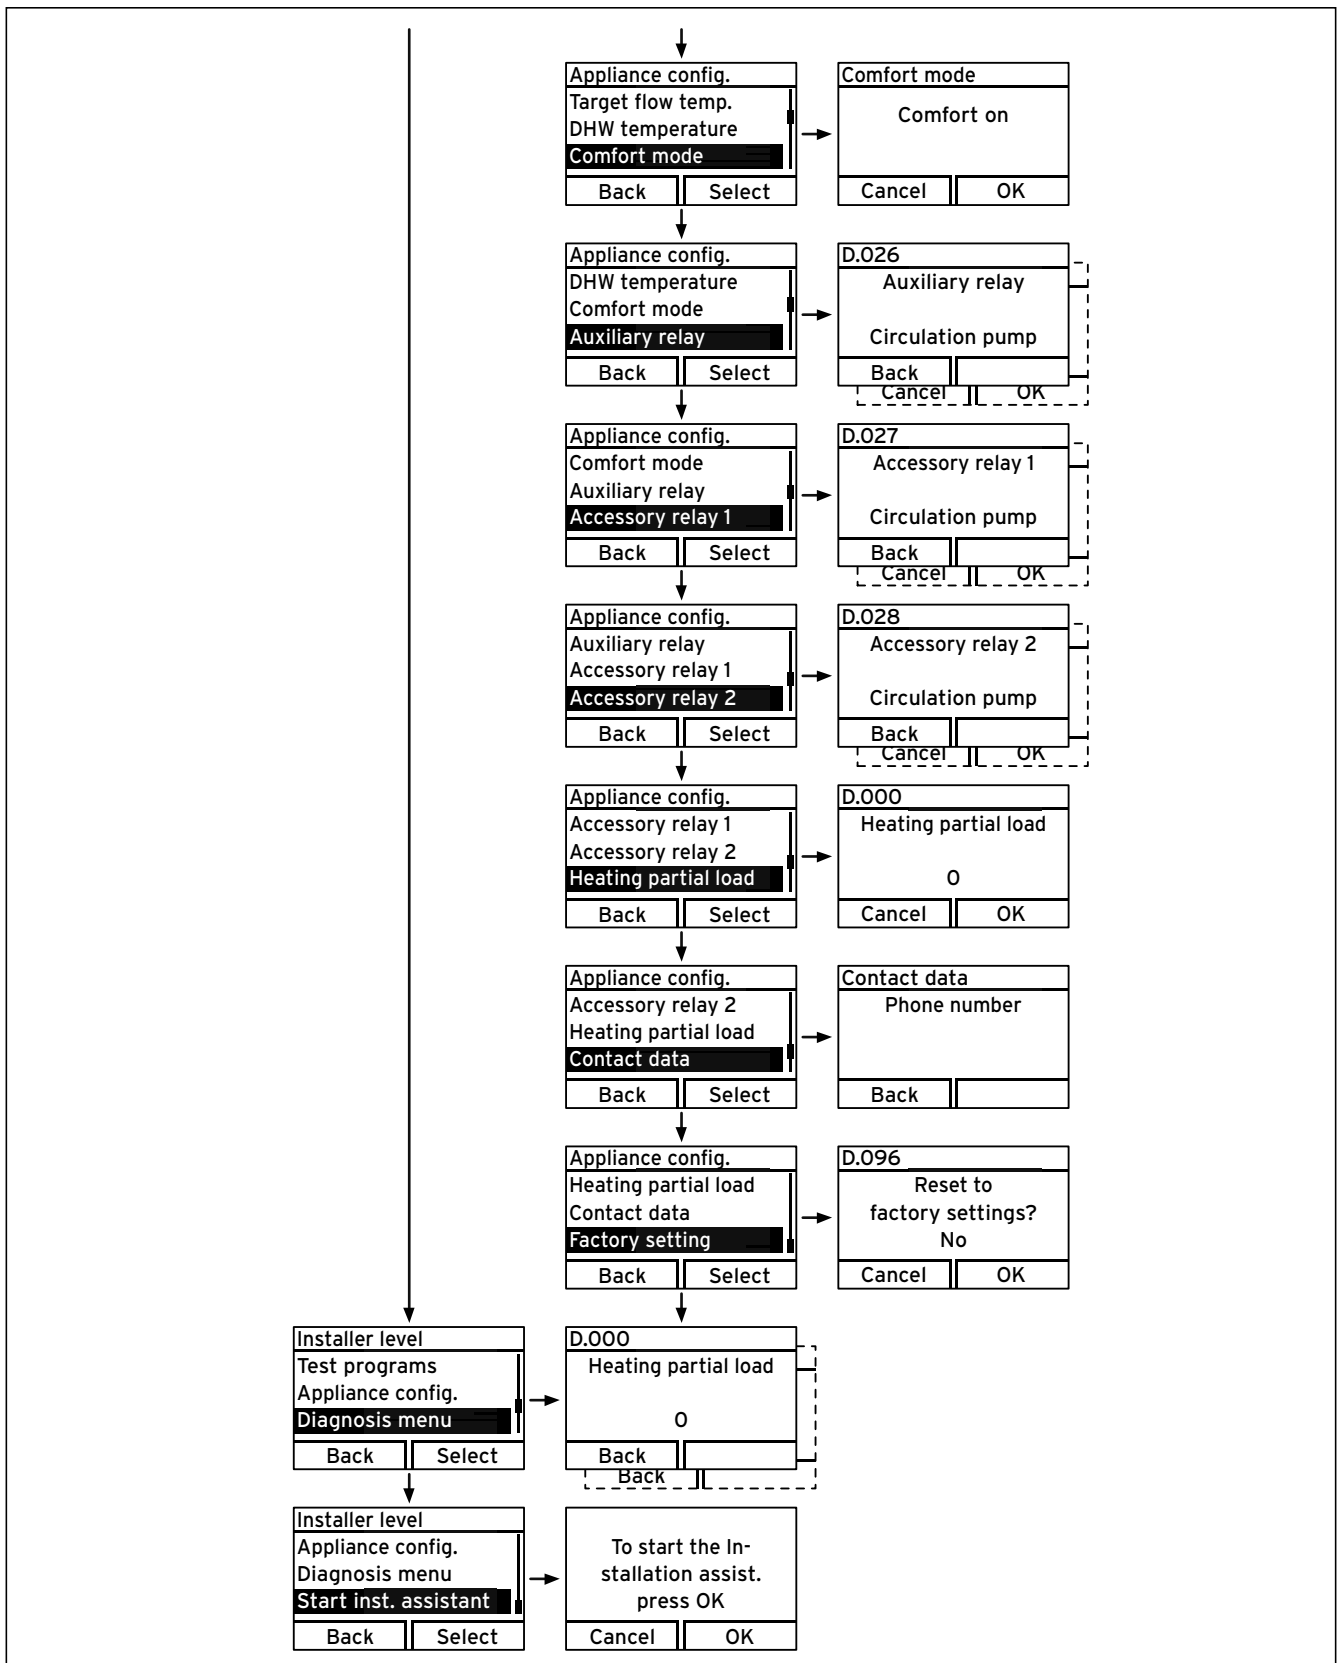 Appliance config.
Target flow temp.
DHW temperature
Comfort mode
Back Select
Comfort mode
Comfort on
Cancel OK
Appliance config.
DHW temperature
Comfort mode
Auxiliary relay
Back Select
D.026
Auxiliary relay
Circulation pump
Back
Cancel OK
Appliance config.
Comfort mode
Auxiliary relay
Accessory relay 1
Back Select
D.027
Accessory relay 1
Circulation pump
Back
Cancel OK
Appliance config.
Auxiliary relay
Accessory relay 1
Accessory relay 2
Back Select
D.028
Accessory relay 2
Circulation pump
Back
Cancel OK
Appliance config.
Accessory relay 1
Accessory relay 2
Heating partial load
Back Select
D.000
Heating partial load
0
Cancel OK
Appliance config.
Accessory relay 2
Heating partial load
Contact data
Back Select
Contact data
Phone number
Back
Appliance config.
Heating partial load
Contact data
Factory setting
Back Select
D.096
Reset to
factory settings?
No
Cancel OK
Installer level
Test programs
Appliance config.
Diagnosis menu
Back Select
D.000
Heating partial load
0
Back
Back
Installer level
Appliance config.
Diagnosis menu
Start inst. assistant
Back Select
To start the In-
stallation assist.
press OK
Cancel OK